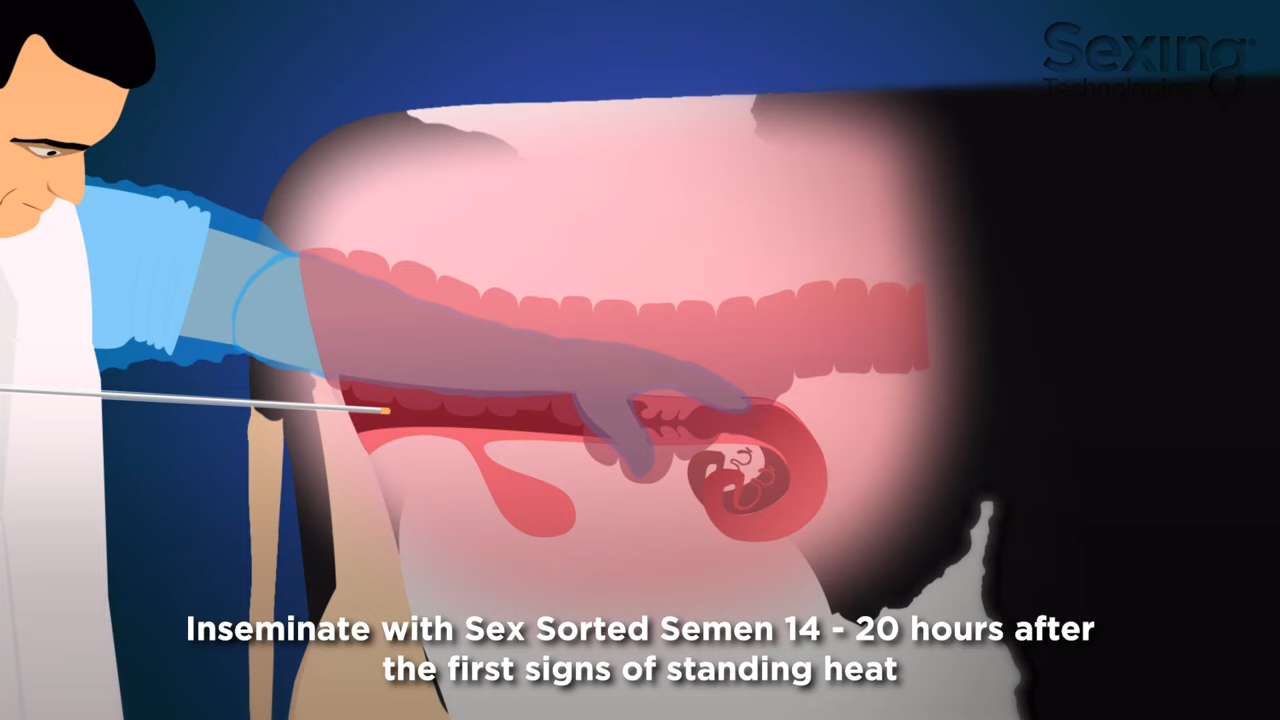 Sexing
Technologies
Inseminate with Sex Sorted Semen 14 - 20 hours after
the first signs of standing heat